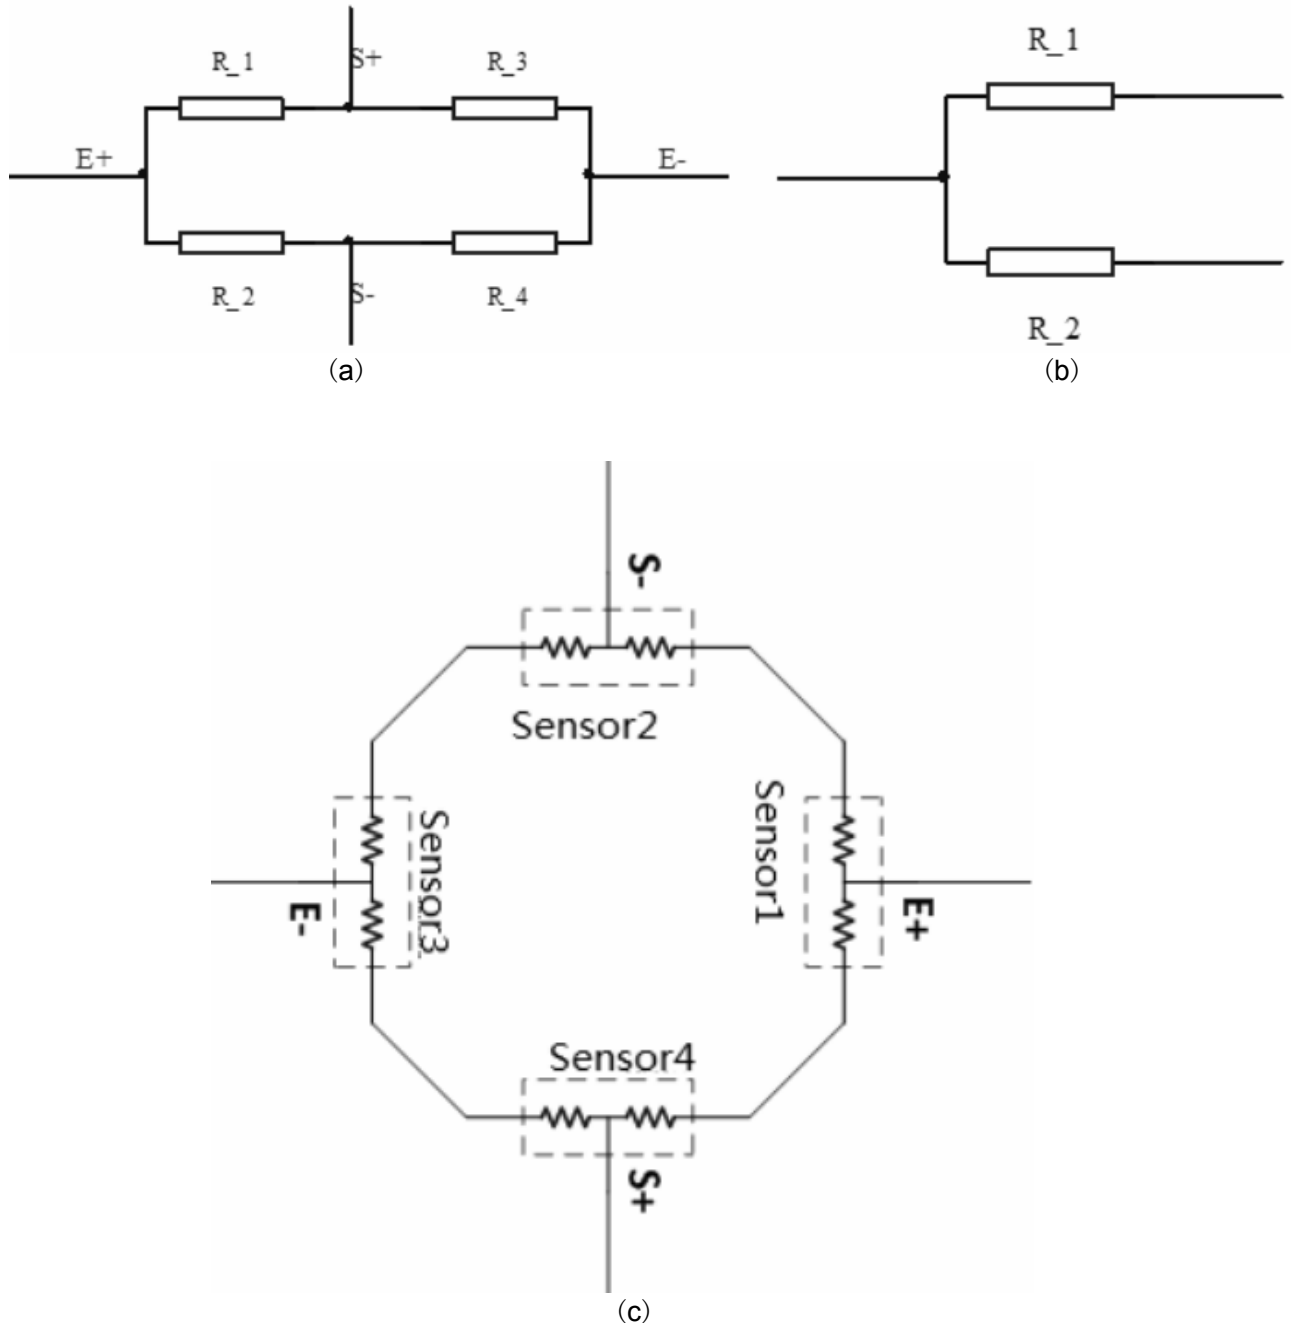 R_1
S+
R_3
E+
E-
R_2
S-
R_4
(a)
R_1
R_2
(b)
S-
Sensor2
Sensor1
Sensor3
E-
E+
Sensor4
S+
(c)